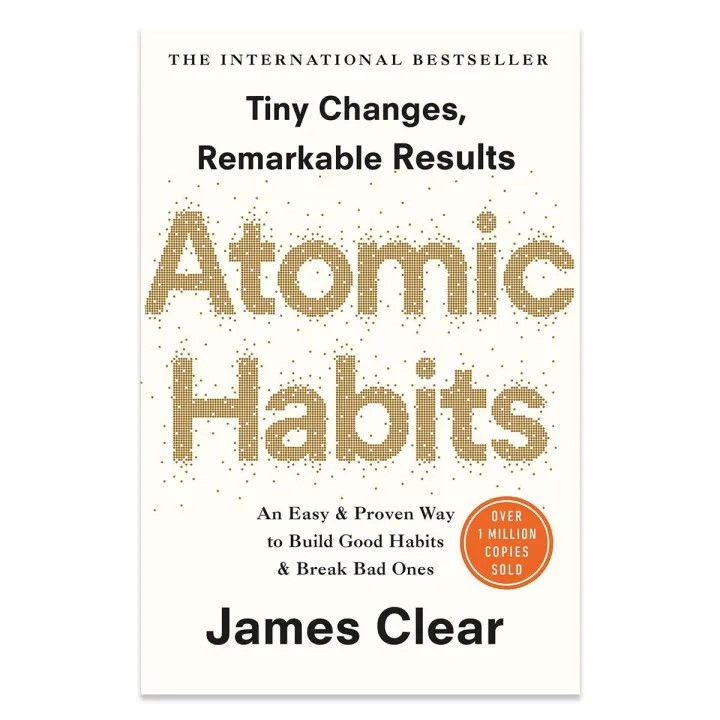 THE INTERNATIONAL BESTSELLER
Tiny Changes,
Remarkable Results
Atomic
Habits
An Easy & Proven Way
to Build Good Habits
& Break Bad Ones
OVER
1 MILLION
COPIES
SOLD
James Clear